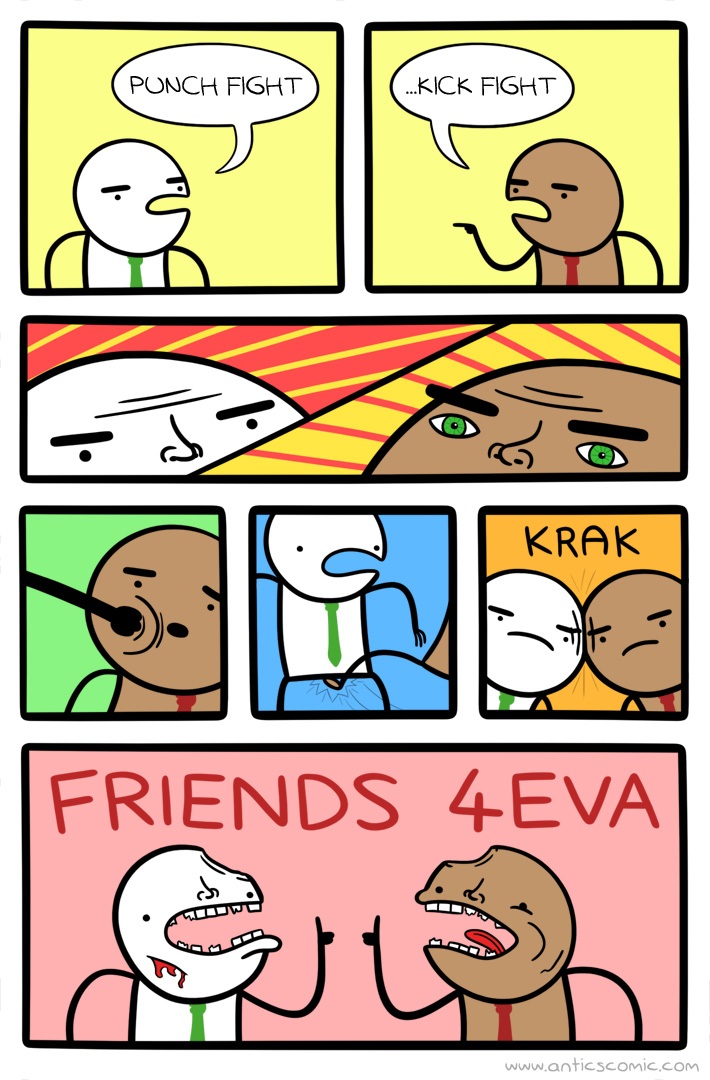 PUNCH FIGHT
...KICK FIGHT
KRAK
FRIENDS 4EVA
www.anticscomic.com